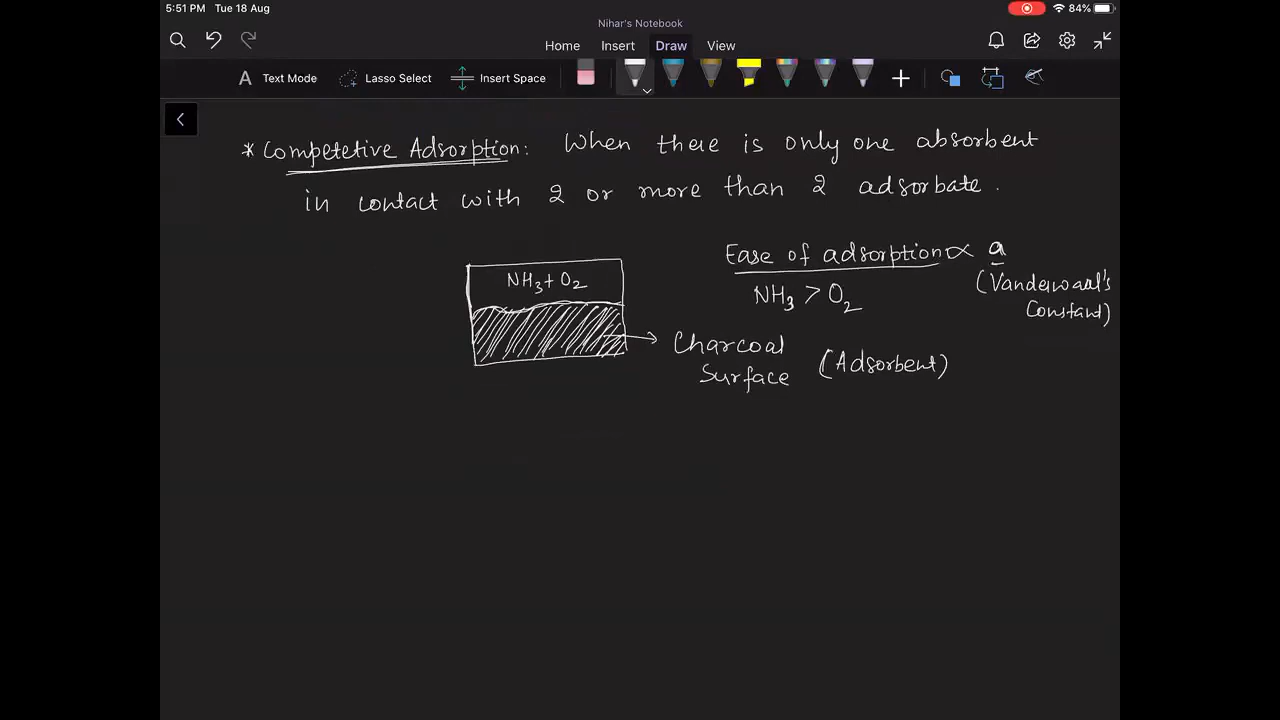 5:51 PM Tue 18 Aug
84%
Nihar's Notebook
Home Insert Draw View
A Text Mode Lasso Select Insert Space
* Competetive Adsorption: When there is only one absorbent
in contact with 2 or more than 2 adsorbate.
Ease of adsorption ∝ a
(Vanderwaal's
Constant)
NH3 + O2
NH3 > O2
Charcoal
Surface (Adsorbent)